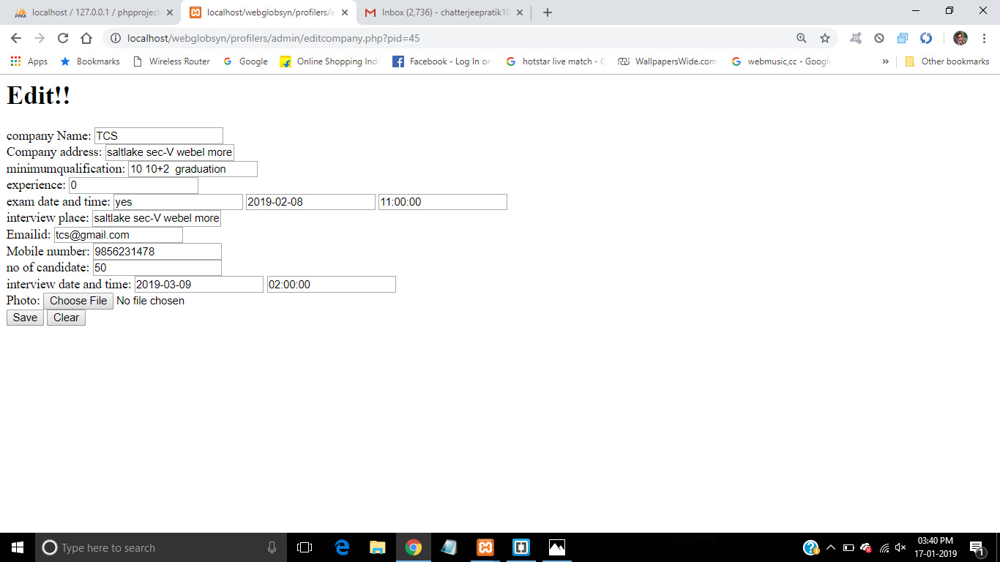 localhost / 127.0.0.1 / phpproject
localhost/webglobsyn/profilers/a
Inbox (2,736) - chatterjeepratik10
localhost/webglobsyn/profilers/admin/editcompany.php?pid=45
Apps Bookmarks Wireless Router Google Online Shopping Indi Facebook - Log In or hotstar live match - G WallpapersWide.com webmusic,cc - Google » Other bookmarks
Edit!!
company Name: TCS
Company address: saltlake sec-V webel more
minimumqualification: 10 10+2  graduation
experience: 0
exam date and time: yes 2019-02-08 11:00:00
interview place: saltlake sec-V webel more
Emailid: tcs@gmail.com
Mobile number: 9856231478
no of candidate: 50
interview date and time: 2019-03-09 02:00:00
Photo: Choose File No file chosen
Save Clear
Type here to search
03:40 PM
17-01-2019
1